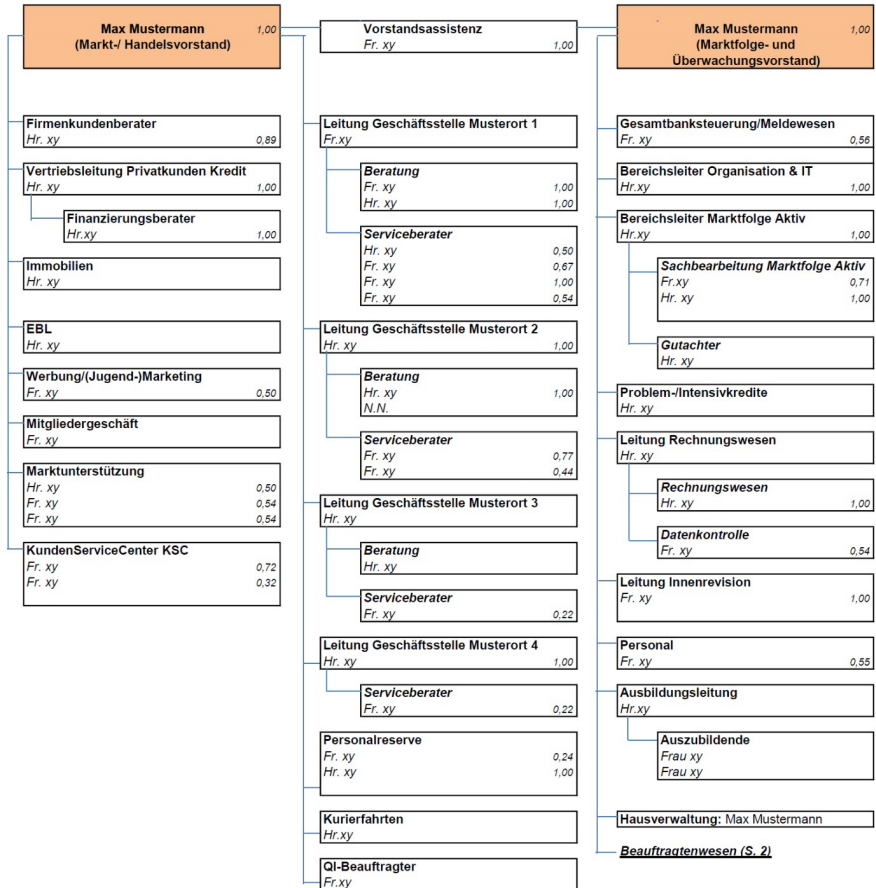 Max Mustermann 1,00
(Markt-/ Handelsvorstand)
Firmenkundenberater
Hr. xy 0,89
Vertriebsleitung Privatkunden Kredit
Hr. xy 1,00
Finanzierungsberater
Hr.xy 1,00
Immobilien
Hr. xy
EBL
Hr. xy
Werbung/(Jugend-)Marketing
Fr. xy 0,50
Mitgliedergeschäft
Fr. xy
Marktunterstützung
Hr. xy 0,50
Fr. xy 0,54
Fr. xy 0,54
KundenServiceCenter KSC
Fr. xy 0,72
Fr. xy 0,32
Vorstandsassistenz
Fr. xy 1,00
Leitung Geschäftsstelle Musterort 1
Fr.xy
Beratung
Fr. xy 1,00
Hr. xy 1,00
Serviceberater
Hr. xy 0,50
Fr. xy 0,67
Fr. xy 1,00
Fr. xy 0,54
Leitung Geschäftsstelle Musterort 2
Hr. xy 1,00
Beratung
Hr. xy 1,00
N.N.
Serviceberater
Fr. xy 0,77
Fr. xy 0,44
Leitung Geschäftsstelle Musterort 3
Hr. xy
Beratung
Hr. xy
Serviceberater
Fr. xy 0,22
Leitung Geschäftsstelle Musterort 4
Hr. xy 1,00
Serviceberater
Fr. xy 0,22
Personalreserve
Fr. xy 0,24
Hr. xy 1,00
Kurierfahrten
Hr.xy
QI-Beauftragter
Fr.xy
Max Mustermann 1,00
(Marktfolge- und
Überwachungsvorstand)
Gesamtbanksteuerung/Meldewesen
Fr. xy 0,56
Bereichsleiter Organisation & IT
Hr.xy 1,00
Bereichsleiter Marktfolge Aktiv
Hr.xy 1,00
Sachbearbeitung Marktfolge Aktiv
Fr.xy 0,71
Hr. xy 1,00
Gutachter
Hr. xy
Problem-/Intensivkredite
Hr. xy
Leitung Rechnungswesen
Hr. xy
Rechnungswesen
Hr. xy 1,00
Datenkontrolle
Fr. xy 0,54
Leitung Innenrevision
Fr. xy 1,00
Personal
Fr. xy 0,55
Ausbildungsleitung
Hr.xy
Auszubildende
Frau xy
Frau xy
Hausverwaltung: Max Mustermann
Beauftragtenwesen (S. 2)